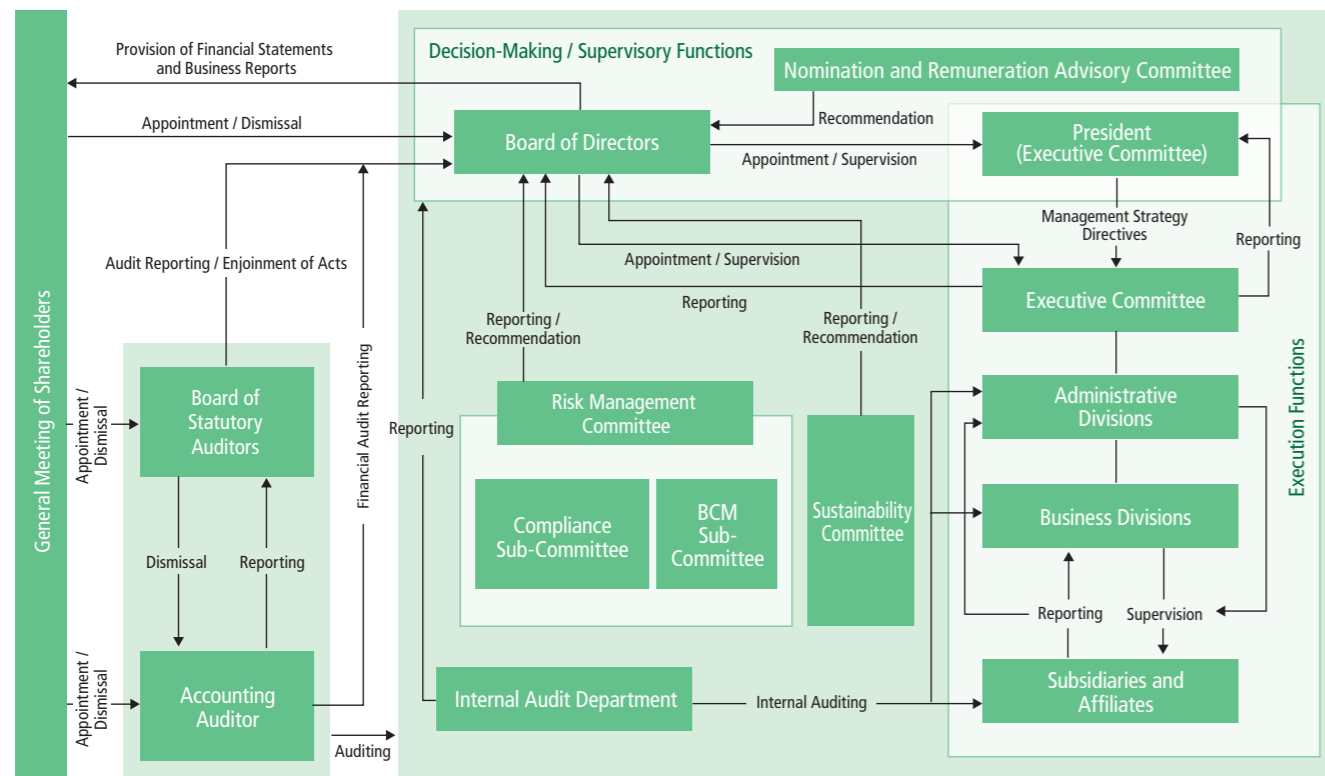 Provision of Financial Statements
and Business Reports
Decision-Making / Supervisory Functions
Nomination and Remuneration Advisory Committee
Appointment / Dismissal
Recommendation
Board of Directors
President
(Executive Committee)
Appointment / Supervision
Management Strategy
Directives
Reporting
Audit Reporting / Enjoinment of Acts
Appointment / Supervision
Reporting
Executive Committee
General Meeting of Shareholders
Financial Audit Reporting
Reporting /
Recommendation
Reporting /
Recommendation
Execution Functions
Board of
Statutory
Auditors
Appointment /
Dismissal
Reporting
Risk Management
Committee
Administrative
Divisions
Compliance
Sub-Committee
BCM
Sub-
Committee
Sustainability
Committee
Business Divisions
Dismissal
Reporting
Reporting
Supervision
Appointment /
Dismissal
Accounting
Auditor
Internal Audit Department
Internal Auditing
Subsidiaries and
Affiliates
Auditing